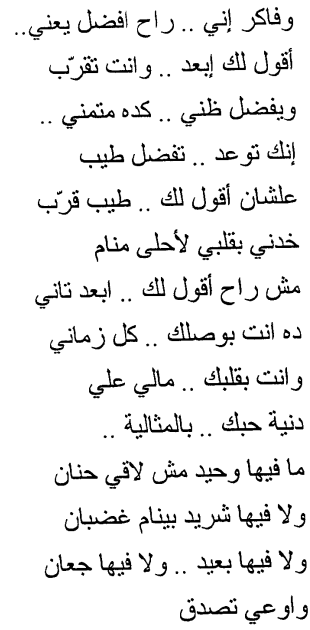 وفاكر إني .. راح افضل يعني..
أقول لك إبعد .. وانت تقرّب
ويفضل ظني .. كده متمني ..
إنك توعد .. تفضل طيب
علشان أقول لك .. طيب قرّب
خدني بقلبي لأحلى منام
مش راح أقول لك .. ابعد تاني
ده انت بوصلك .. كل زماني
وانت بقلبك .. مالي علي
دنية حبك .. بالمثالية ..
ما فيها وحيد مش لاقي حنان
ولا فيها شريد بينام غضبان
ولا فيها بعيد .. ولا فيها جعان
واوعي تصدق